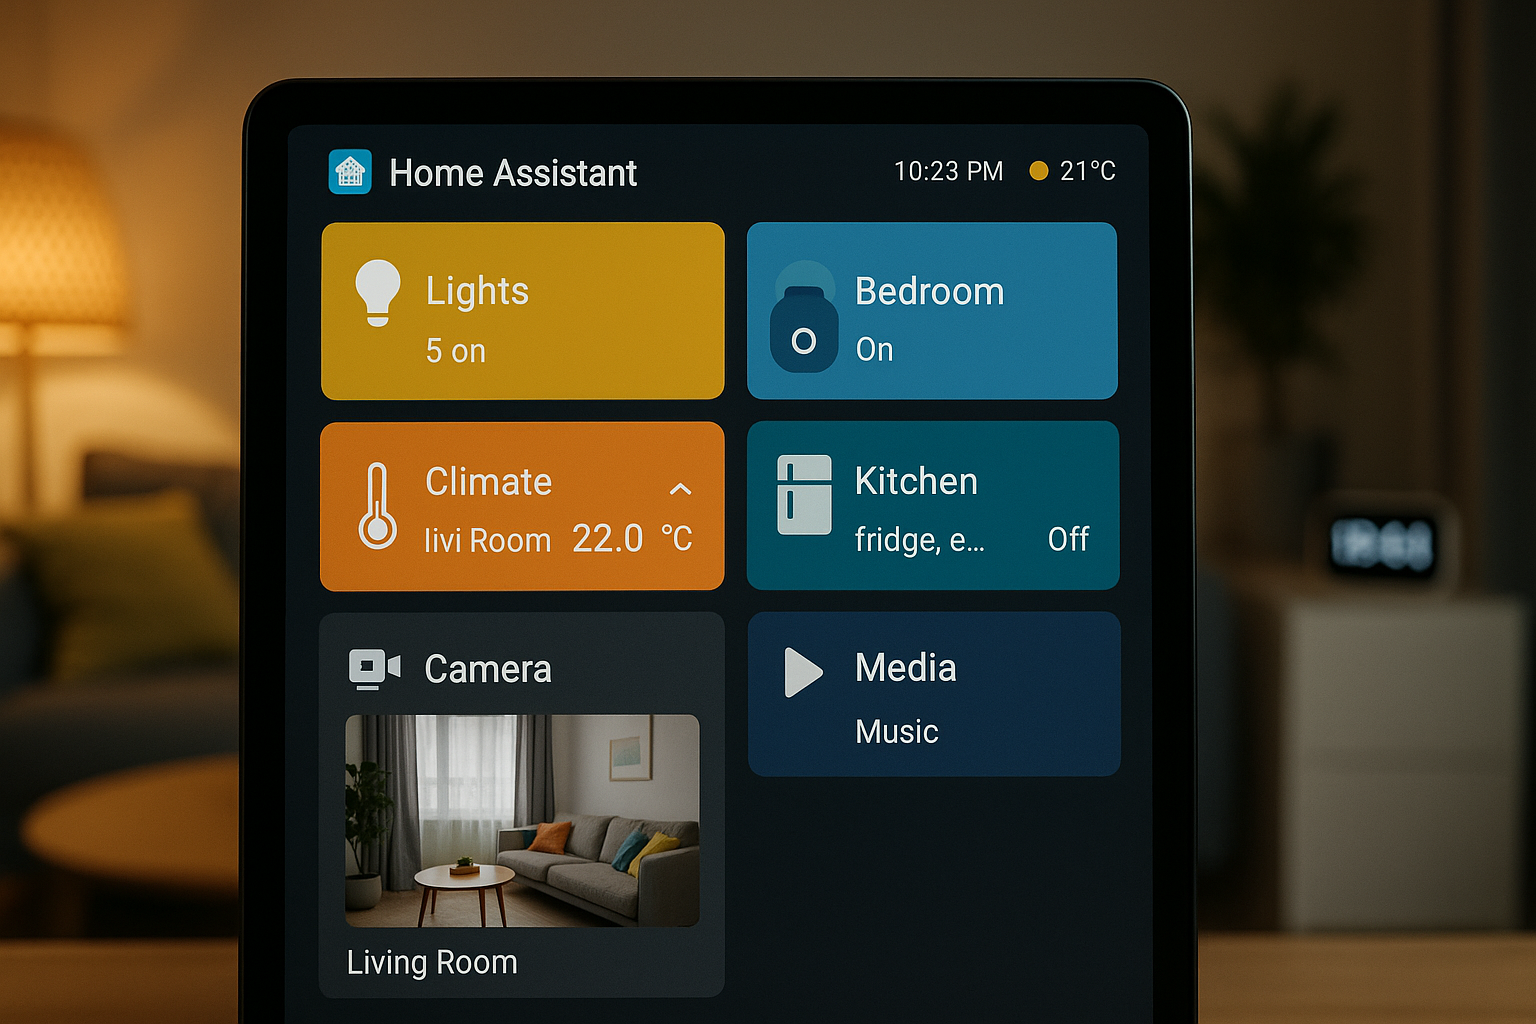 Home Assistant
10:23 PM 21°C
Lights
5 on
Bedroom
On
Climate
livi Room 22.0 °C
Kitchen
fridge, e... Off
Camera
Living Room
Media
Music